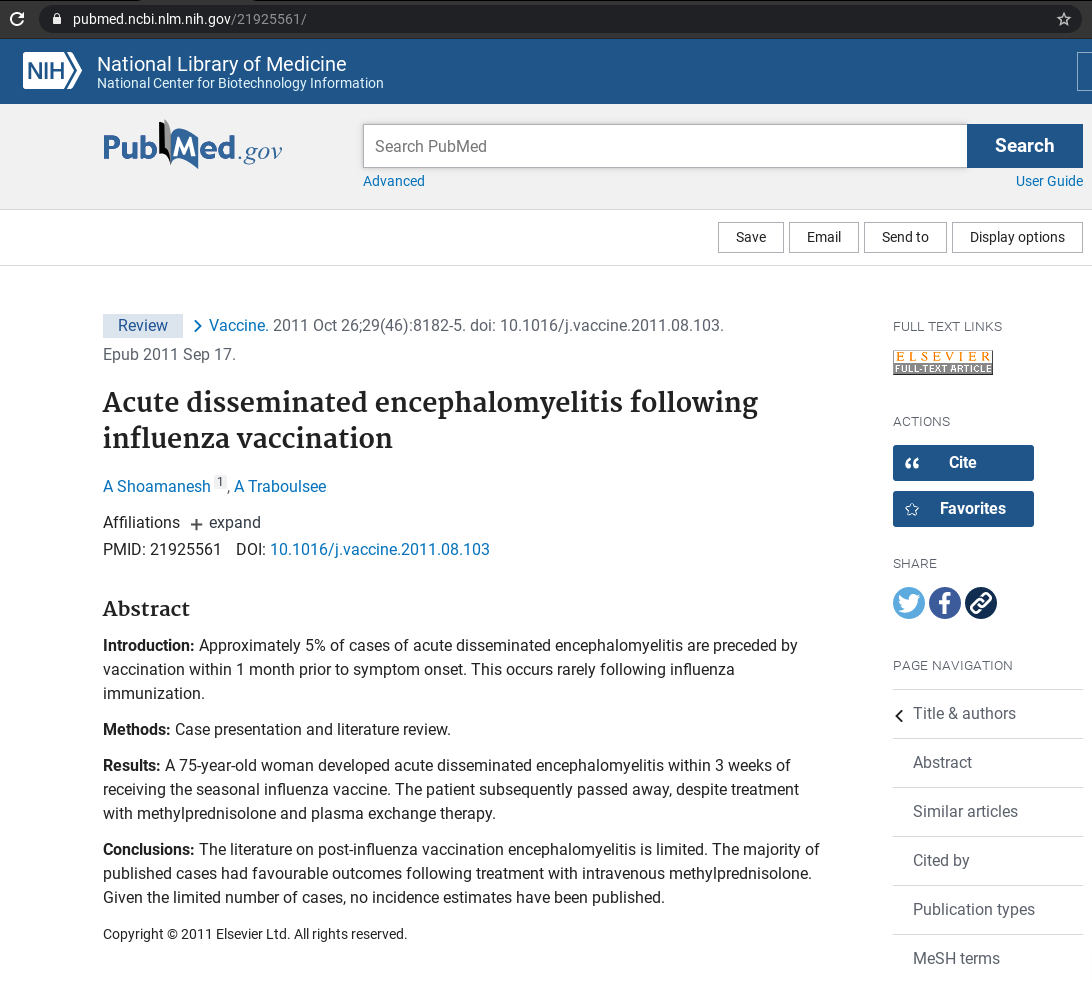 pubmed.ncbi.nlm.nih.gov/21925561/
NIH
National Library of Medicine
National Center for Biotechnology Information
PubMed.gov
Search PubMed
Search
Advanced
User Guide
Save
Email
Send to
Display options
Review
Vaccine. 2011 Oct 26;29(46):8182-5. doi: 10.1016/j.vaccine.2011.08.103.
Epub 2011 Sep 17.
Acute disseminated encephalomyelitis following
influenza vaccination
A Shoamanesh 1, A Traboulsee
Affiliations + expand
PMID: 21925561 DOI: 10.1016/j.vaccine.2011.08.103
Abstract
Introduction: Approximately 5% of cases of acute disseminated encephalomyelitis are preceded by
vaccination within 1 month prior to symptom onset. This occurs rarely following influenza
immunization.
Methods: Case presentation and literature review.
Results: A 75-year-old woman developed acute disseminated encephalomyelitis within 3 weeks of
receiving the seasonal influenza vaccine. The patient subsequently passed away, despite treatment
with methylprednisolone and plasma exchange therapy.
Conclusions: The literature on post-influenza vaccination encephalomyelitis is limited. The majority of
published cases had favourable outcomes following treatment with intravenous methylprednisolone.
Given the limited number of cases, no incidence estimates have been published.
Copyright © 2011 Elsevier Ltd. All rights reserved.
FULL TEXT LINKS
ELSEVIER
FULL-TEXT ARTICLE
ACTIONS
Cite
Favorites
SHARE
PAGE NAVIGATION
Title & authors
Abstract
Similar articles
Cited by
Publication types
MeSH terms